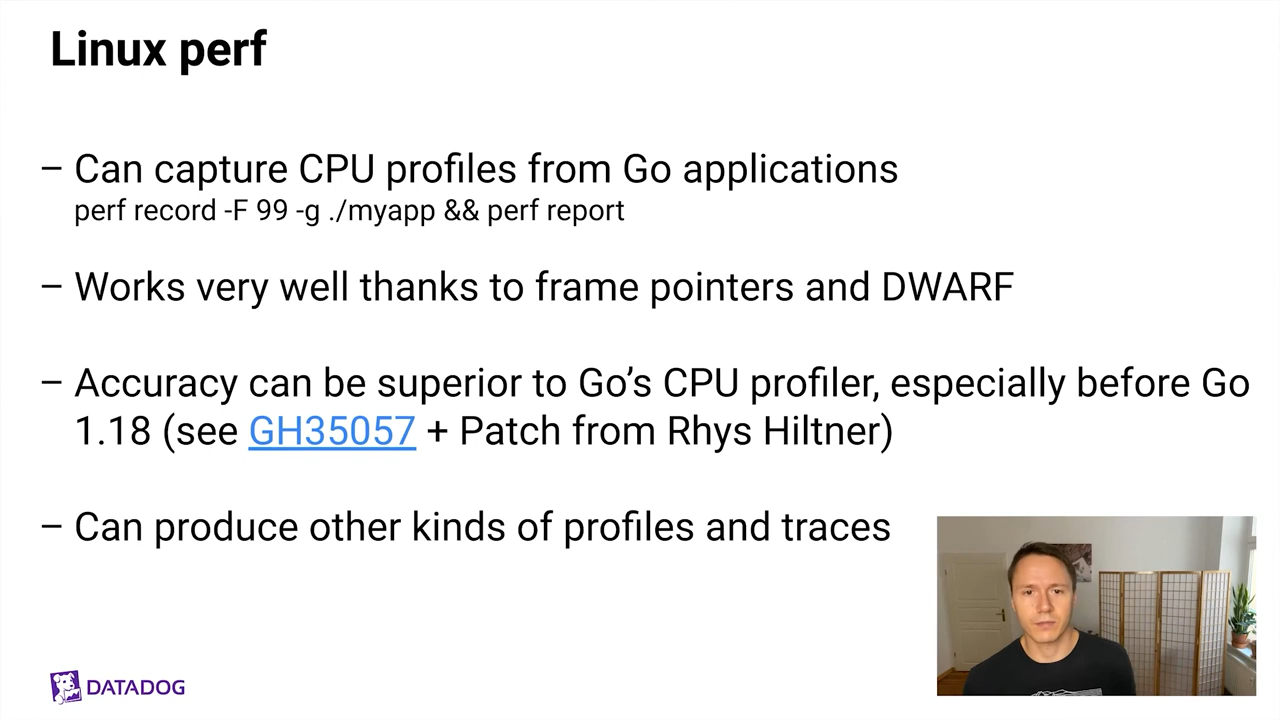 Linux perf
– Can capture CPU profiles from Go applications
perf record -F 99 -g ./myapp && perf report
– Works very well thanks to frame pointers and DWARF
– Accuracy can be superior to Go’s CPU profiler, especially before Go
1.18 (see GH35057 + Patch from Rhys Hiltner)
– Can produce other kinds of profiles and traces
DATADOG